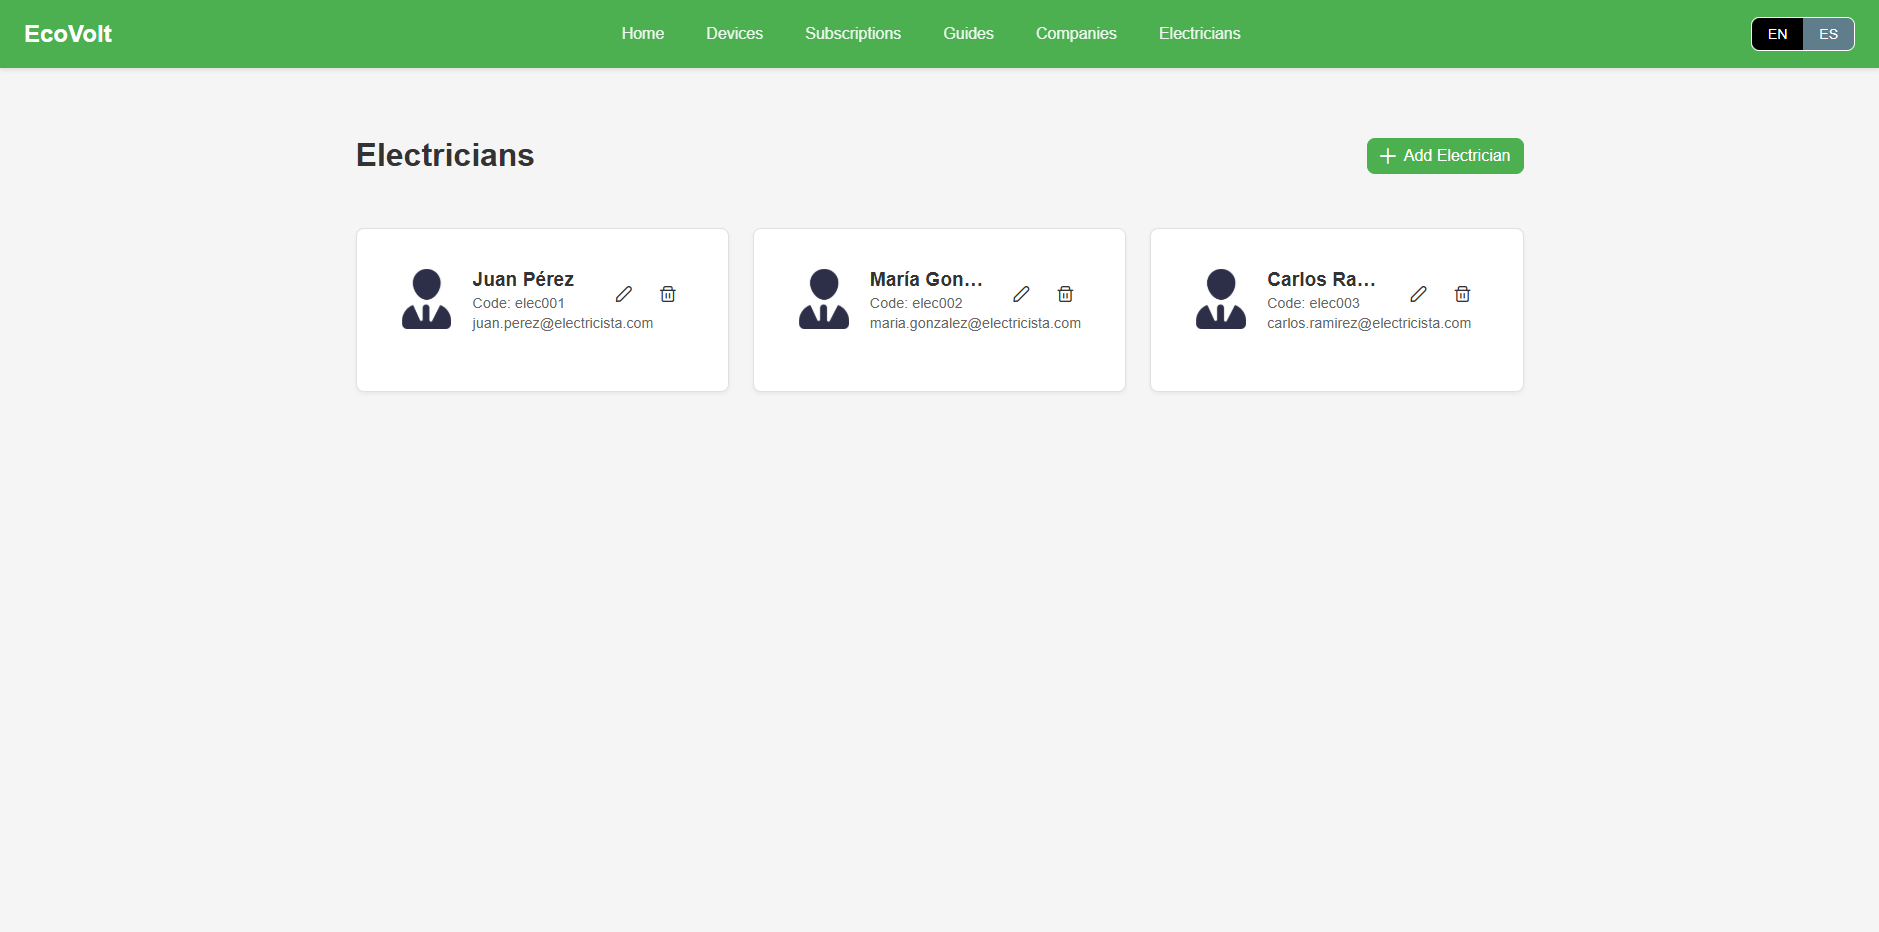 EcoVolt
Home
Devices
Subscriptions
Guides
Companies
Electricians
EN
ES
Electricians
Add Electrician
Juan Pérez
Code: elec001
juan.perez@electricista.com
María Gon...
Code: elec002
maria.gonzalez@electricista.com
Carlos Ra...
Code: elec003
carlos.ramirez@electricista.com